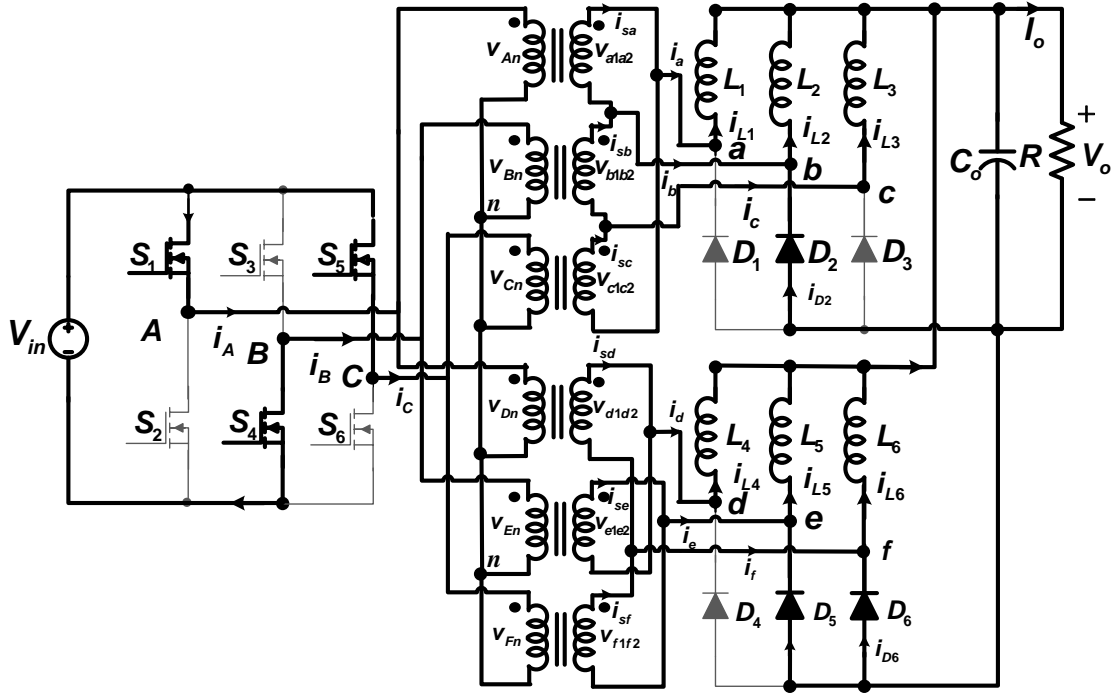 V_in
S_1
S_3
S_5
A
i_A
B
i_B
C
i_C
S_2
S_4
S_6
v_An
v_Bn
n
v_Cn
v_Dn
v_En
n
v_Fn
i_sa
v_a1a2
i_sb
v_b1b2
i_sc
v_c1c2
i_sd
v_d1d2
i_se
v_e1e2
i_sf
v_f1f2
i_a
i_b
i_c
L_1
L_2
L_3
i_L1
i_L2
i_L3
a
b
c
D_1
D_2
D_3
i_D2
I_o
C_o
R
+
V_o
−
i_d
i_e
i_f
L_4
L_5
L_6
i_L4
i_L5
i_L6
d
e
f
D_4
D_5
D_6
i_D6